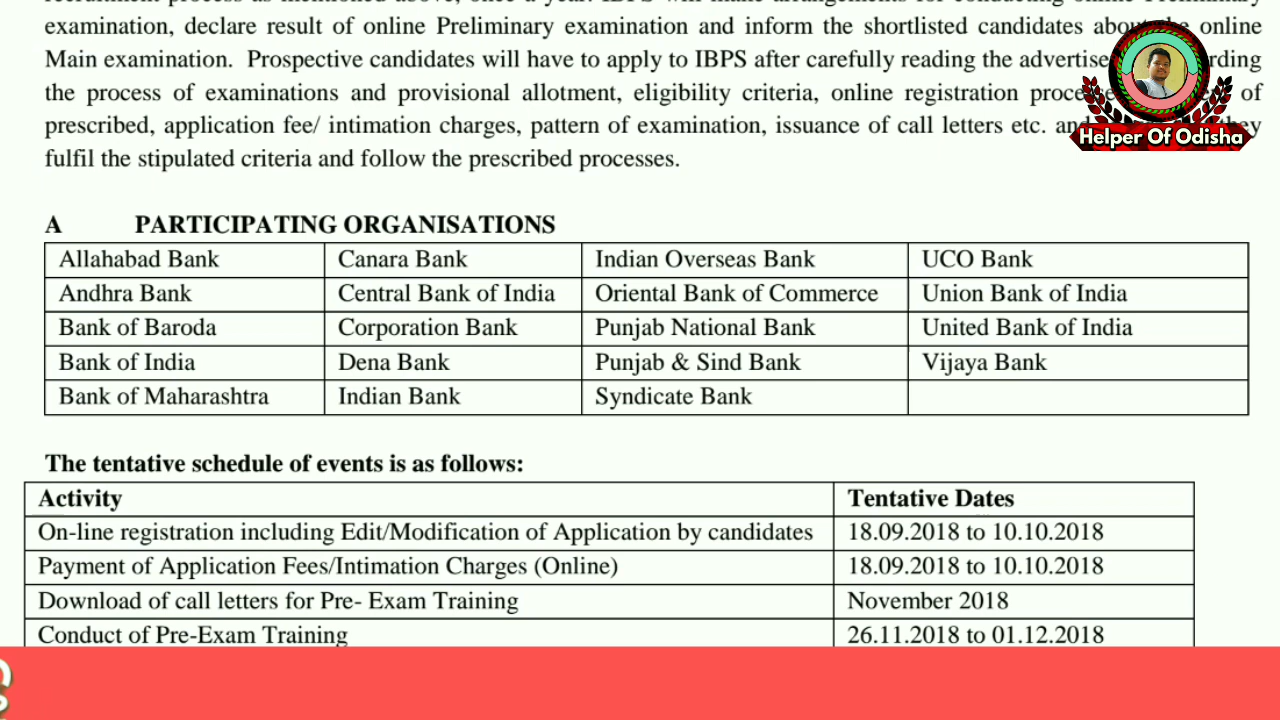 examination, declare result of online Preliminary examination and inform the shortlisted candidates about the online
Main examination. Prospective candidates will have to apply to IBPS after carefully reading the
the process of examinations and provisional allotment, eligibility criteria, online registration of
prescribed, application fee/ intimation charges, pattern of examination, issuance of call letters etc. and
fulfil the stipulated criteria and follow the prescribed processes.
Helper Of Odisha
A PARTICIPATING ORGANISATIONS
Allahabad Bank Canara Bank Indian Overseas Bank UCO Bank
Andhra Bank Central Bank of India Oriental Bank of Commerce Union Bank of India
Bank of Baroda Corporation Bank Punjab National Bank United Bank of India
Bank of India Dena Bank Punjab & Sind Bank Vijaya Bank
Bank of Maharashtra Indian Bank Syndicate Bank
The tentative schedule of events is as follows:
Activity Tentative Dates
On-line registration including Edit/Modification of Application by candidates 18.09.2018 to 10.10.2018
Payment of Application Fees/Intimation Charges (Online) 18.09.2018 to 10.10.2018
Download of call letters for Pre- Exam Training November 2018
Conduct of Pre-Exam Training 26.11.2018 to 01.12.2018